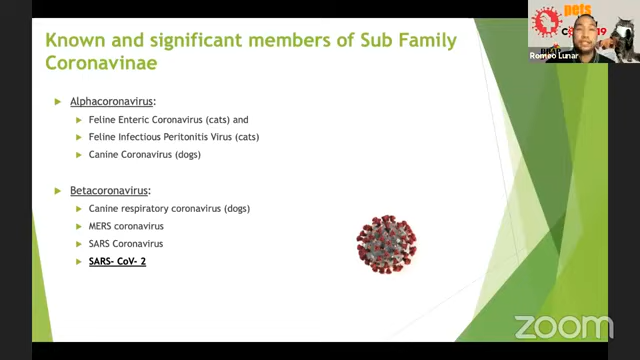 Known and significant members of Sub Family
Coronavinae
Alphacoronavirus:
Feline Enteric Coronavirus (cats) and
Feline Infectious Peritonitis Virus (cats)
Canine Coronavirus (dogs)
Betacoronavirus:
Canine respiratory coronavirus (dogs)
MERS coronavirus
SARS Coronavirus
SARS- CoV- 2
pets
Romeo Lunar
zoom